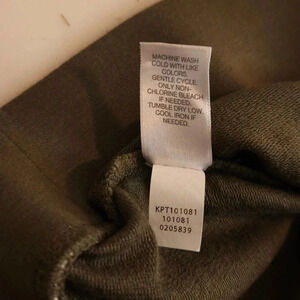 MACHINE WASH
COLD WITH LIKE
COLORS.
GENTLE CYCLE.
ONLY NON-
CHLORINE BLEACH
IF NEEDED.
TUMBLE DRY LOW.
COOL IRON IF
NEEDED.
KPT101081
101081
0205839